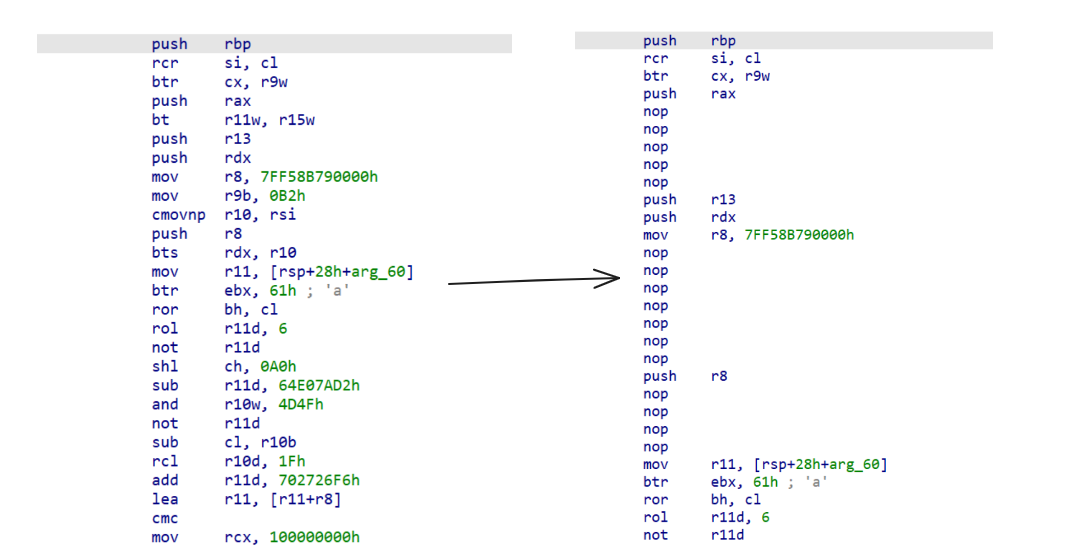 push rbp
rcr si, cl
btr cx, r9w
push rax
bt r11w, r15w
push r13
push rdx
mov r8, 7FF58B790000h
mov r9b, 0B2h
cmovnp r10, rsi
push r8
bts rdx, r10
mov r11, [rsp+28h+arg_60]
btr ebx, 61h ; 'a'
ror bh, cl
rol r11d, 6
not r11d
shl ch, 0A0h
sub r11d, 64E07AD2h
and r10w, 4D4Fh
not r11d
sub cl, r10b
rcl r10d, 1Fh
add r11d, 702726F6h
lea r11, [r11+r8]
cmc
mov rcx, 100000000h
push rbp
rcr si, cl
btr cx, r9w
push rax
nop
nop
nop
nop
nop
push r13
push rdx
mov r8, 7FF58B790000h
nop
nop
nop
nop
nop
nop
nop
push r8
nop
nop
nop
nop
mov r11, [rsp+28h+arg_60]
btr ebx, 61h ; 'a'
ror bh, cl
rol r11d, 6
not r11d